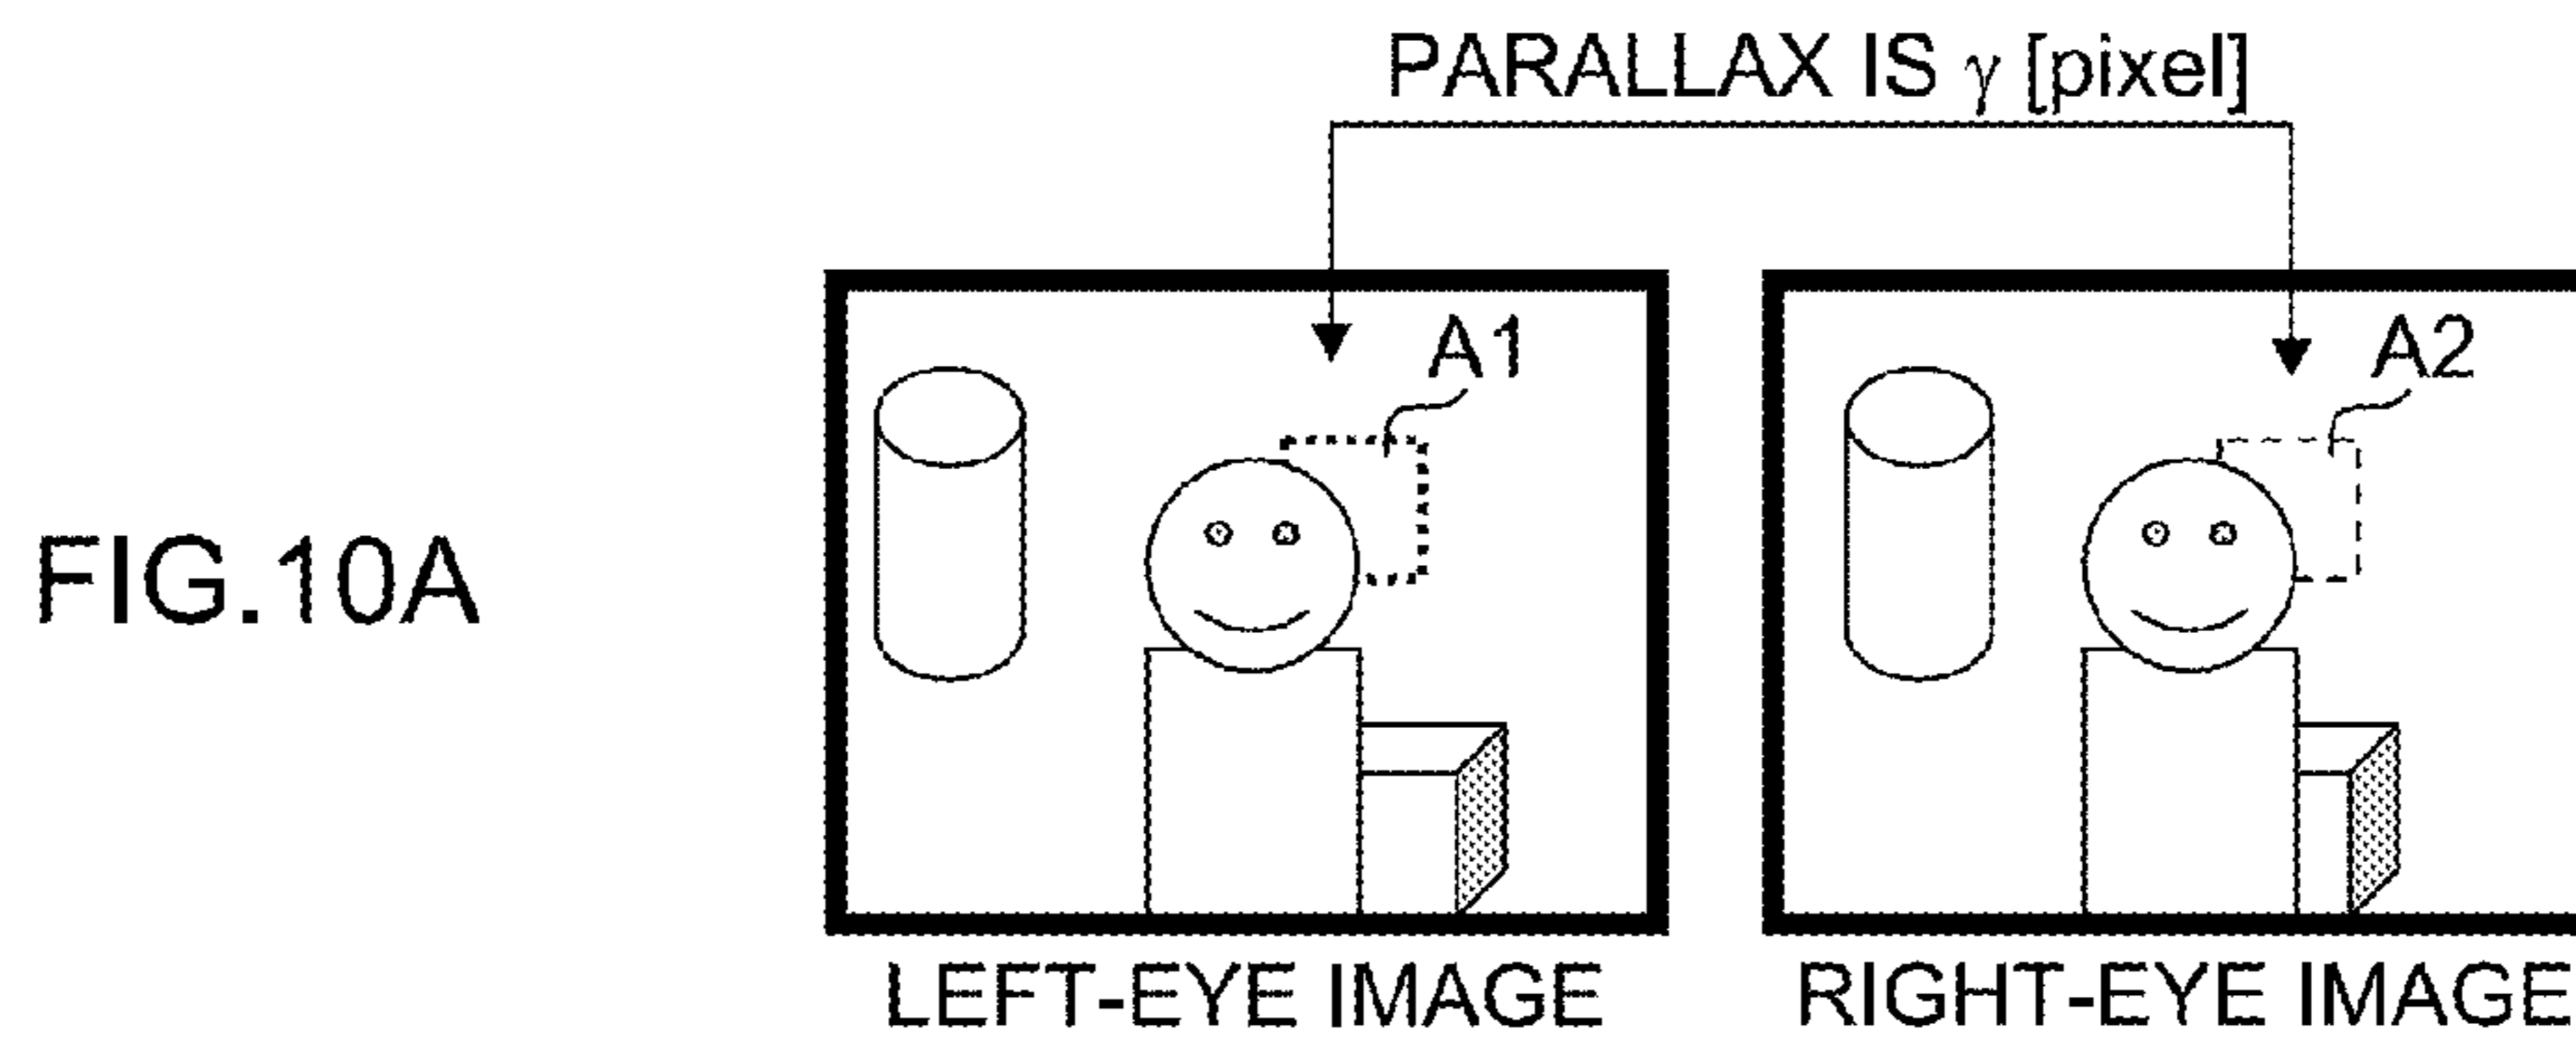 PARALLAX IS γ [pixel]
A1
A2
FIG.10A
LEFT-EYE IMAGE
RIGHT-EYE IMAGE